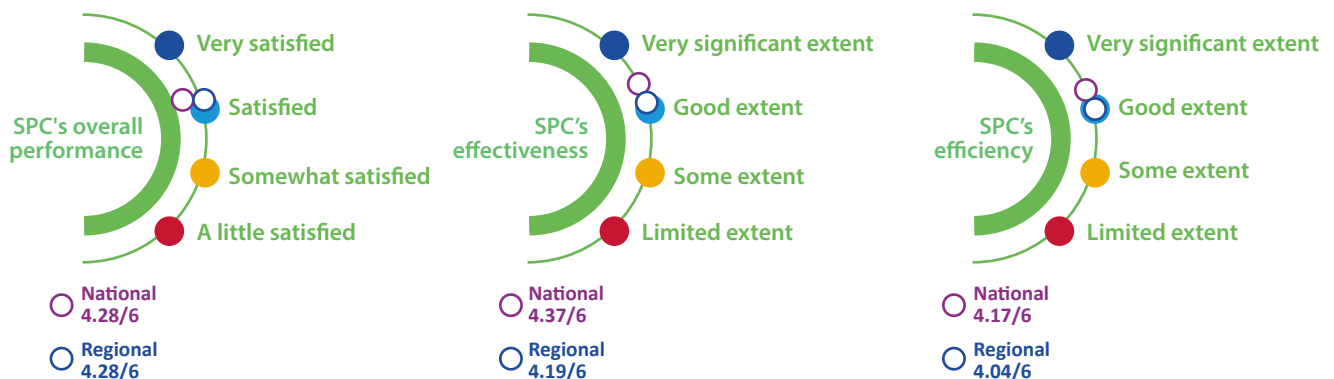 SPC's overall
performance
Very satisfied
Satisfied
Somewhat satisfied
A little satisfied
National
4.28/6
Regional
4.28/6
SPC’s
effectiveness
Very significant extent
Good extent
Some extent
Limited extent
National
4.37/6
Regional
4.19/6
SPC’s
efficiency
Very significant extent
Good extent
Some extent
Limited extent
National
4.17/6
Regional
4.04/6